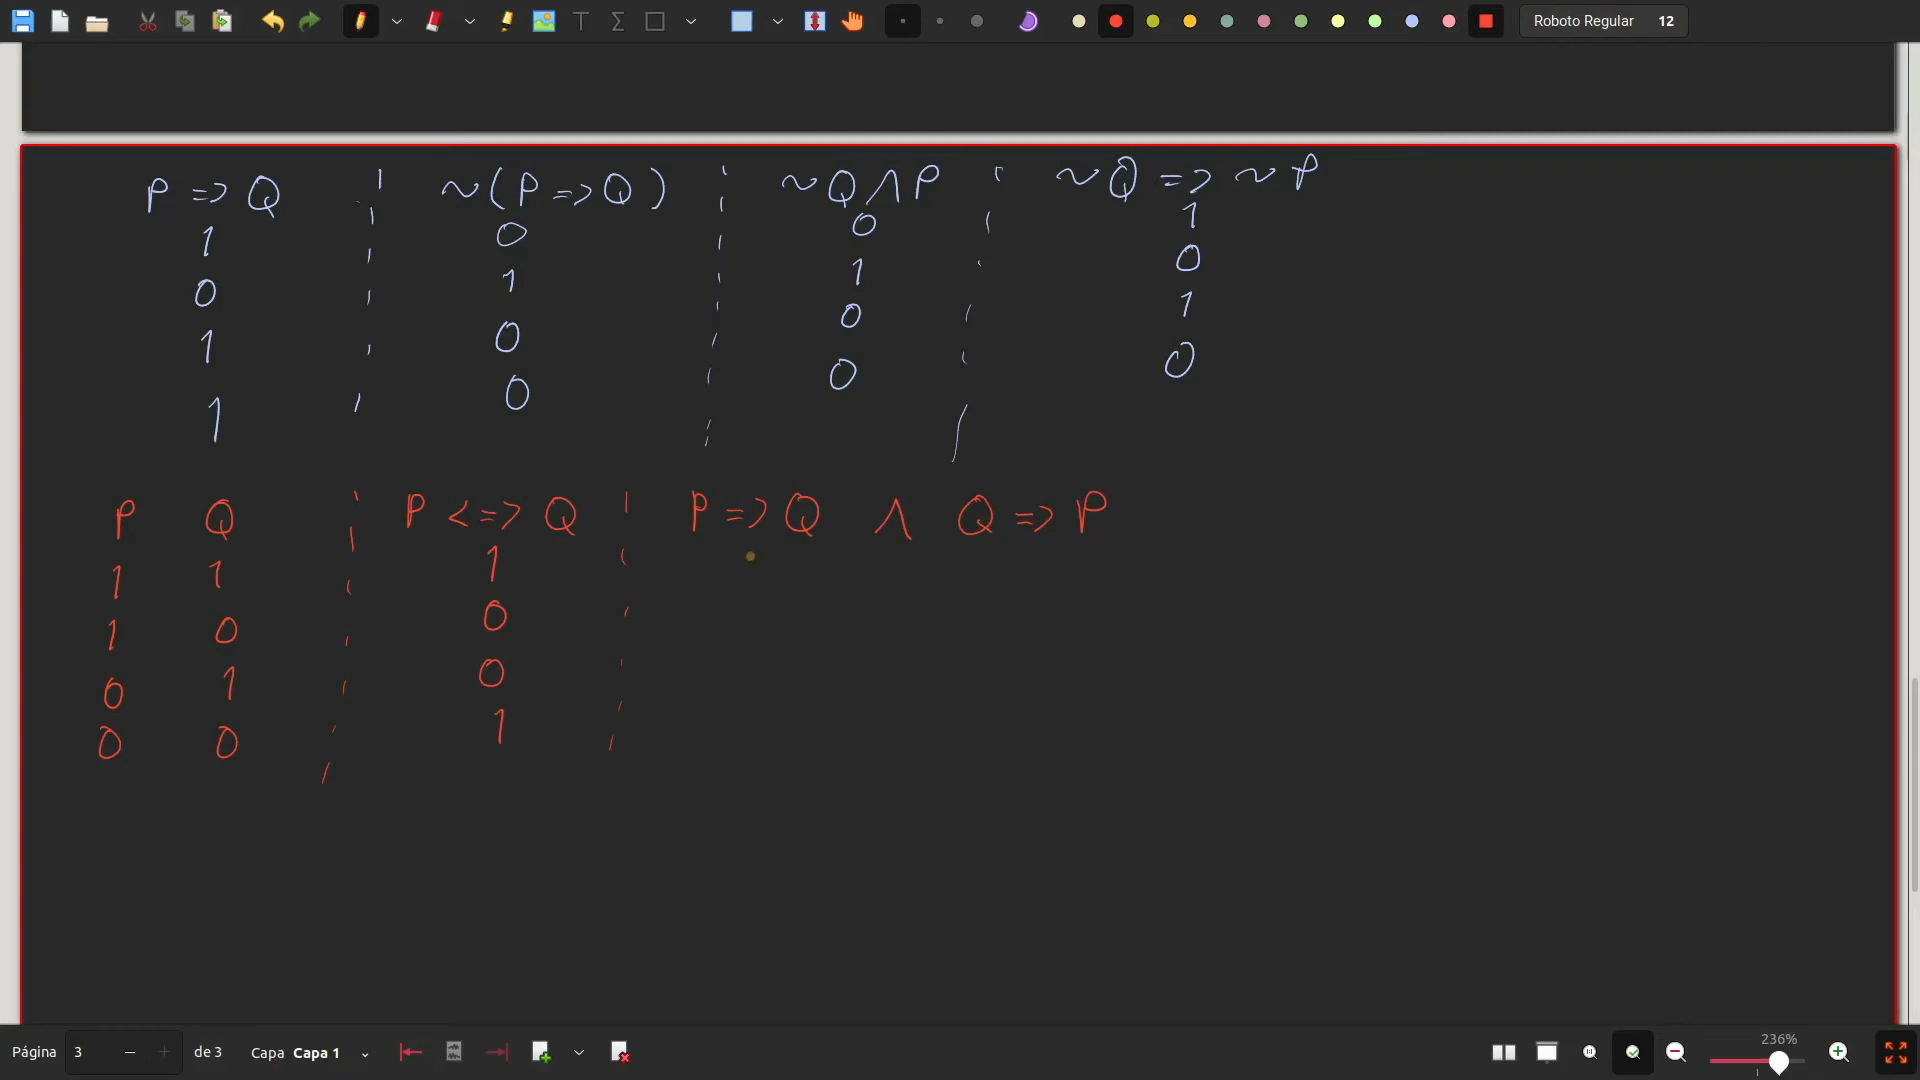 Roboto Regular 12
P => Q ~(P => Q) ~Q ∧ P ~Q => ~P
1 0 0 1
0 1 1 0
1 0 0 1
1 0 0 0
P Q P <=> Q P => Q ∧ Q => P
1 1 1
1 0 0
0 1 0
0 0 1
Página 3 de 3 Capa Capa 1 236%